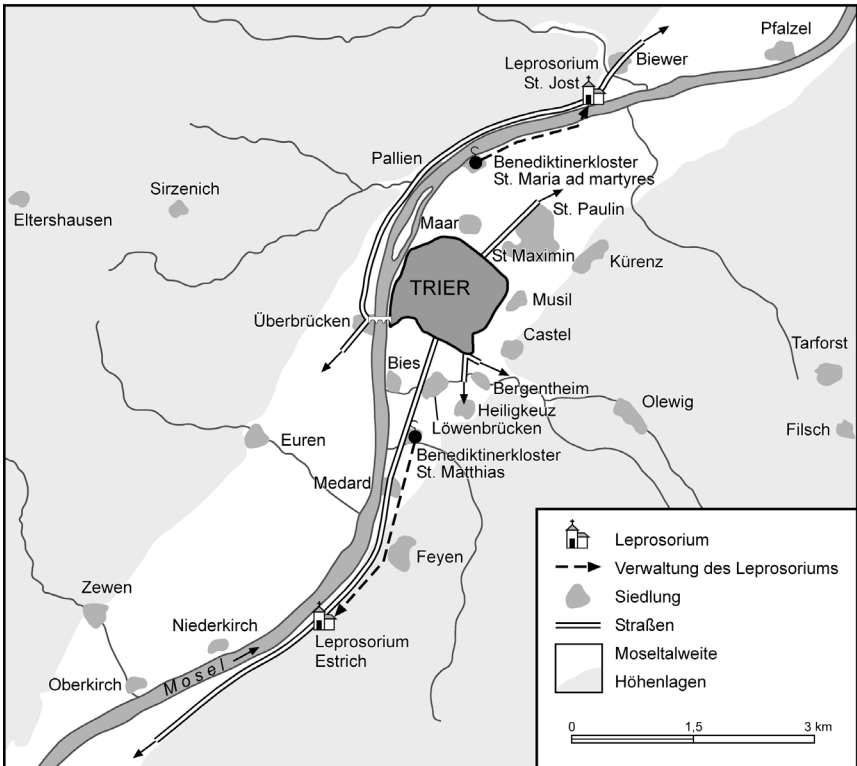 Pfalzel
Biewer
Leprosorium
St. Jost
Pallien
Benediktinerkloster
St. Maria ad martyres
Sirzenich
Eltershausen
St. Paulin
Maar
St Maximin
Kürenz
TRIER
Musil
Überbrücken
Castel
Tarforst
Bies
Bergentheim
Olewig
Heiligkeuz
Löwenbrücken
Filsch
Euren
Benediktinerkloster
St. Matthias
Medard
Feyen
Zewen
Niederkirch
Leprosorium
Estrich
Mosel
Oberkirch
Leprosorium
Verwaltung des Leprosoriums
Siedlung
Straßen
Moseltalweite
Höhenlagen
0 1,5 3 km